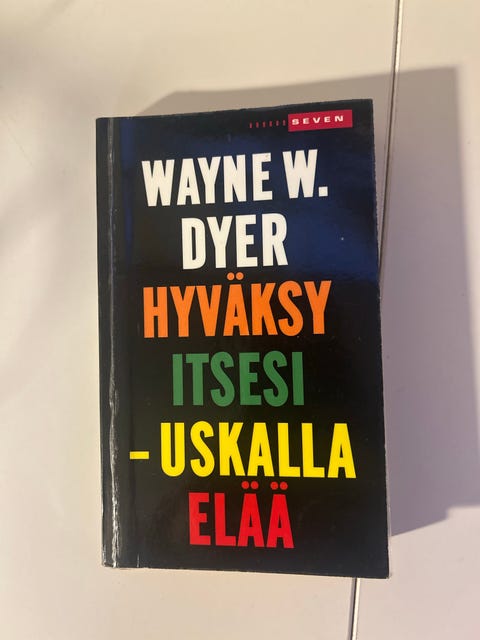 SEVEN
WAYNE W.
DYER
HYVÄKSY
ITSESI
– USKALLA
ELÄÄ